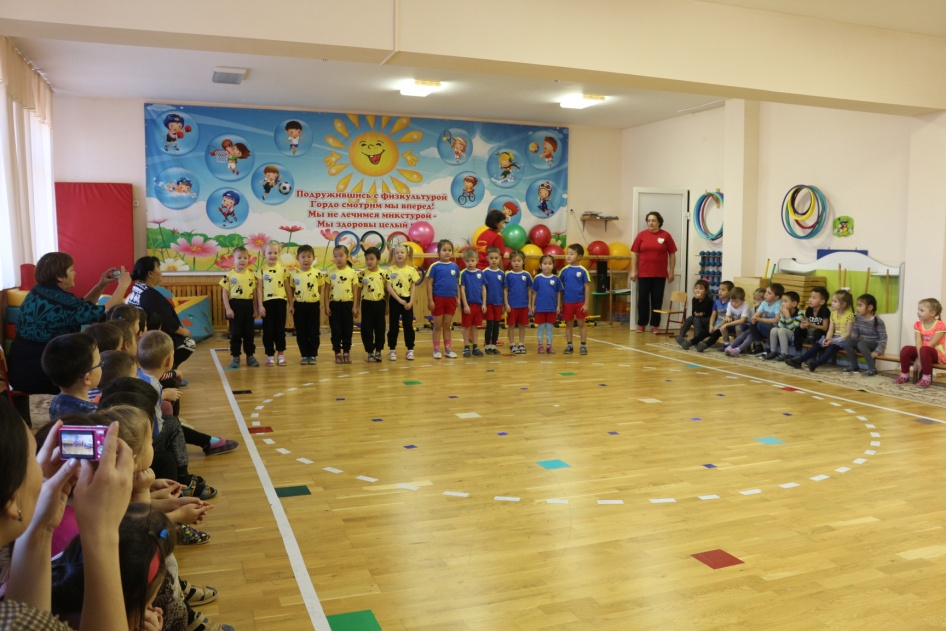 Подружившись с физкультурой
Гордо смотрим мы вперед!
Мы не лечимся микстурой -
Мы здоровы целый